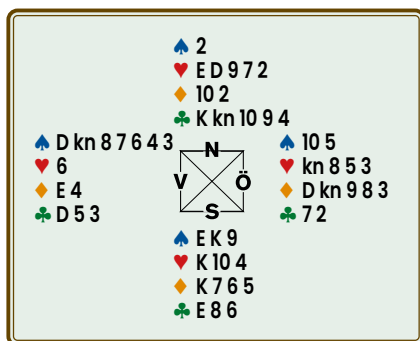 ♠ 2
♥ E D 9 7 2
♦ 10 2
♣ K kn 10 9 4
♠ D kn 8 7 6 4 3
♥ 6
♦ E 4
♣ D 5 3
N
V Ö
S
♠ 10 5
♥ kn 8 5 3
♦ D kn 9 8 3
♣ 7 2
♠ E K 9
♥ K 10 4
♦ K 7 6 5
♣ E 8 6